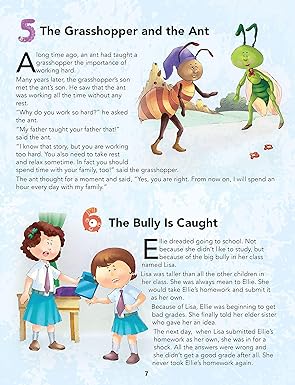 5 The Grasshopper and the Ant
A long time ago, an ant had taught a
grasshopper the importance of
working hard.
Many years later, the grasshopper's son
met the ant's son. He saw that the ant
was working all the time without any
rest.
"Why do you work so hard?" he asked
the ant.
"My father taught your father that!"
said the ant.
"I know that story, but you are working
too hard. You also need to take rest
and relax sometime. In fact you should
spend time with your family, too!" said the grasshopper.
The ant thought for a moment and said, "Yes, you are right. From now on, I will spend an
hour every day with my family."
6 The Bully Is Caught
Ellie dreaded going to school. Not
because she didn't like to study, but
because of the big bully in her class
named Lisa.
Lisa was taller than all the other children in
her class. She was always mean to Ellie. She
would take Ellie's homework and submit it
as her own.
Because of Lisa, Ellie was beginning to get
bad grades. She finally told her elder sister
who gave her an idea.
The next day, when Lisa submitted Ellie's
homework as her own, she was in for a
shock. All the answers were wrong and
she didn't get a good grade after all. She
never took Ellie's homework again.
7